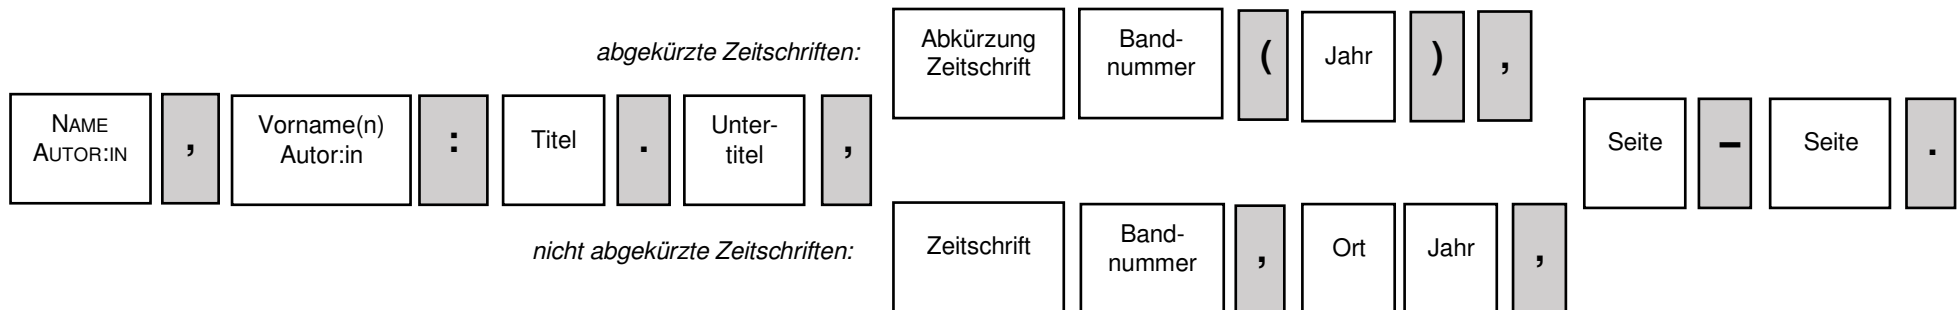 abgekürzte Zeitschriften:
Abkürzung
Zeitschrift
Band-
nummer
(
Jahr
)
,
NAME
AUTOR:IN
,
Vorname(n)
Autor:in
:
Titel
.
Unter-
titel
,
nicht abgekürzte Zeitschriften:
Zeitschrift
Band-
nummer
,
Ort
Jahr
,
Seite
–
Seite
.